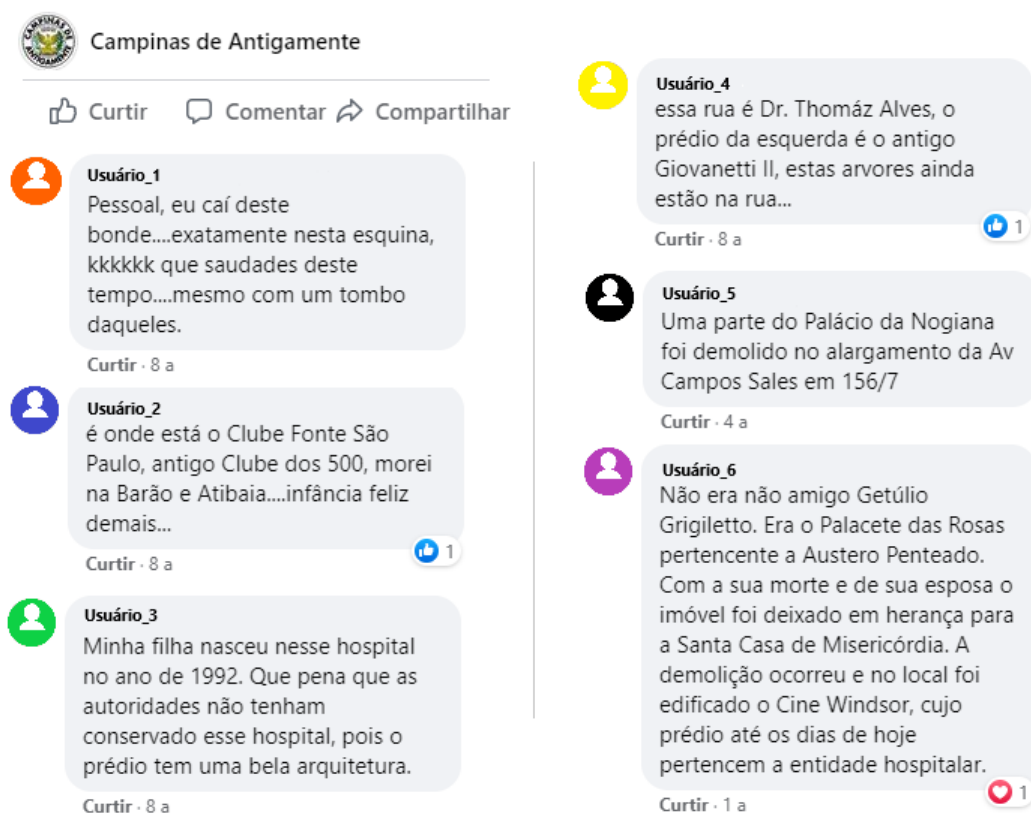 CAMPINAS DE ANTIGAMENTE
Campinas de Antigamente
Curtir Comentar Compartilhar
Usuário_1
Pessoal, eu caí deste
bonde....exatamente nesta esquina,
kkkkkk que saudades deste
tempo....mesmo com um tombo
daqueles.
Curtir · 8 a
Usuário_2
é onde está o Clube Fonte São
Paulo, antigo Clube dos 500, morei
na Barão e Atibaia....infância feliz
demais...
1
Curtir · 8 a
Usuário_3
Minha filha nasceu nesse hospital
no ano de 1992. Que pena que as
autoridades não tenham
conservado esse hospital, pois o
prédio tem uma bela arquitetura.
Curtir · 8 a
Usuário_4
essa rua é Dr. Thomáz Alves, o
prédio da esquerda é o antigo
Giovanetti II, estas arvores ainda
estão na rua...
1
Curtir · 8 a
Usuário_5
Uma parte do Palácio da Nogiana
foi demolido no alargamento da Av
Campos Sales em 156/7
Curtir · 4 a
Usuário_6
Não era não amigo Getúlio
Grigiletto. Era o Palacete das Rosas
pertencente a Austero Penteado.
Com a sua morte e de sua esposa o
imóvel foi deixado em herança para
a Santa Casa de Misericórdia. A
demolição ocorreu e no local foi
edificado o Cine Windsor, cujo
prédio até os dias de hoje
pertencem a entidade hospitalar.
1
Curtir · 1 a